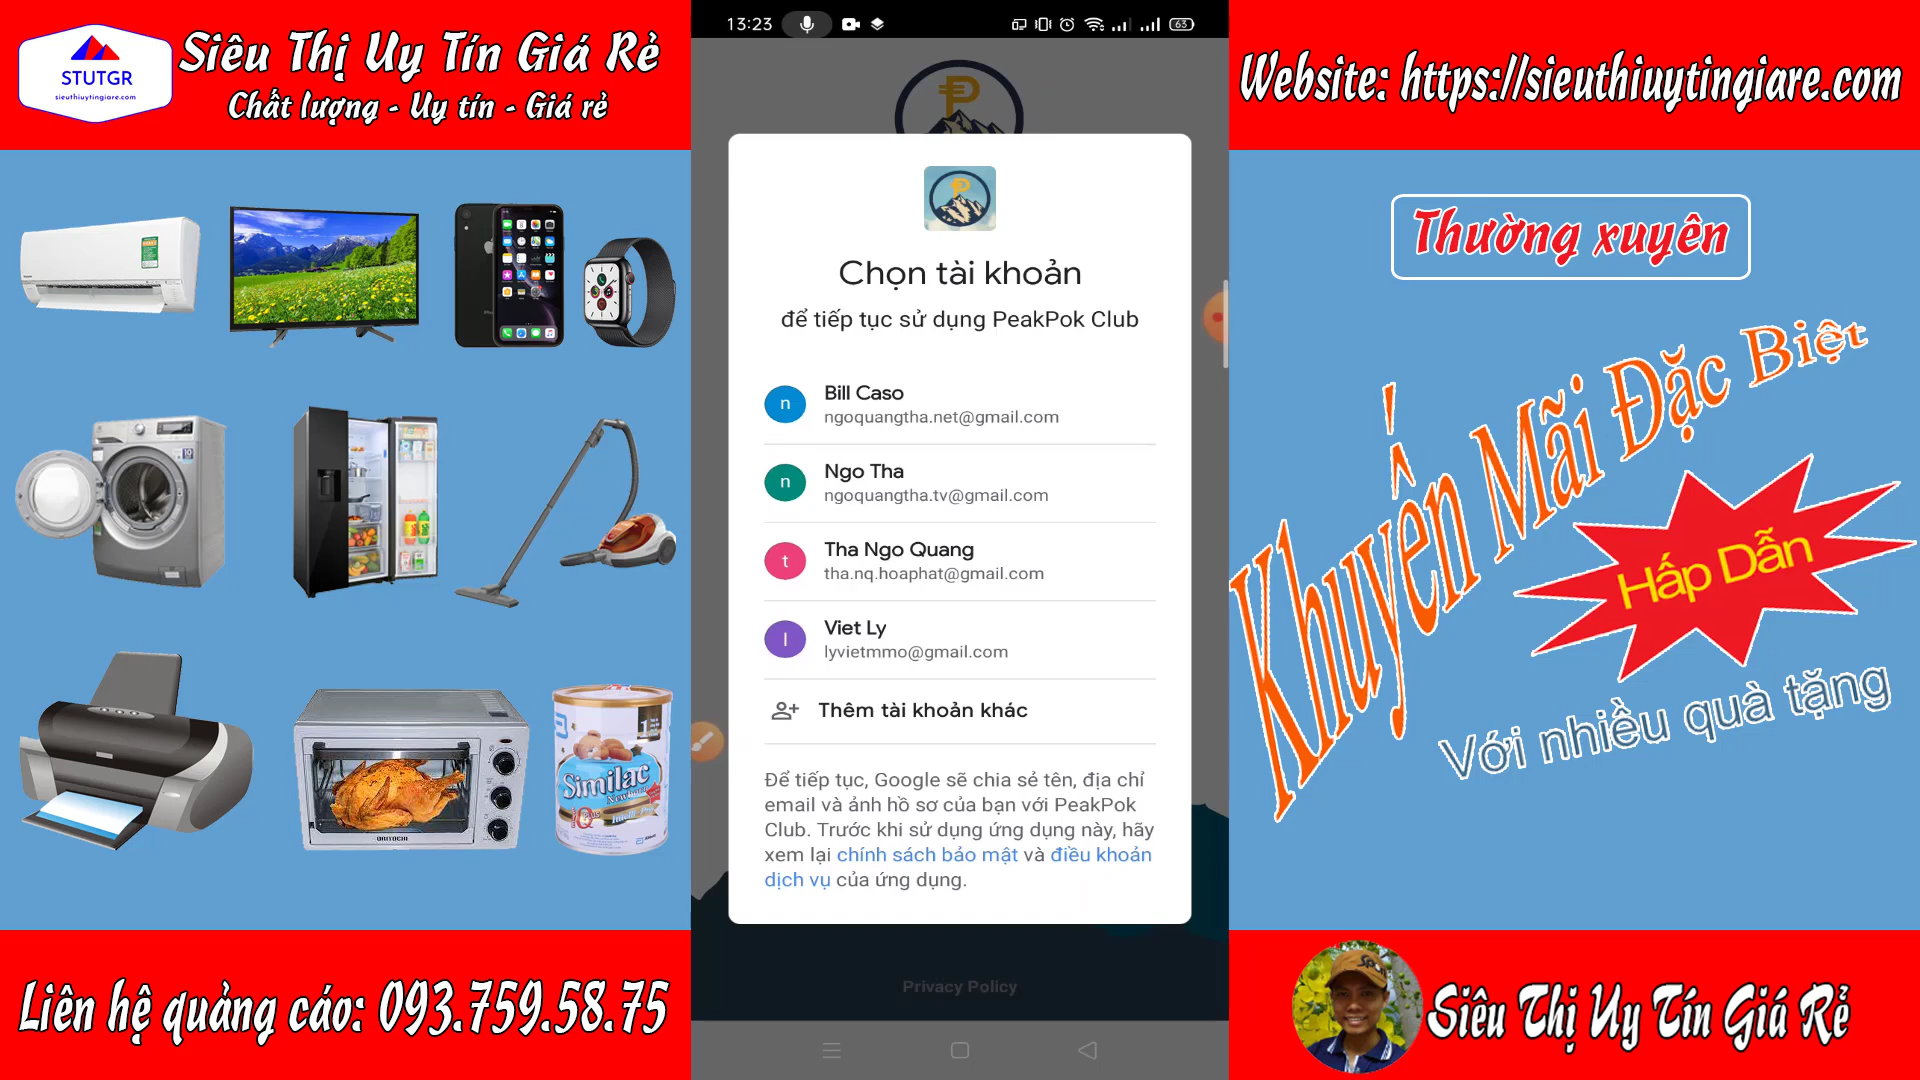 STUTGR
sieuthiuytingiare.com
Siêu Thị Uy Tín Giá Rẻ
Chất lượng - Uy tín - Giá rẻ
13:23
63
Website: https://sieuthiuytingiare.com
Chọn tài khoản
để tiếp tục sử dụng PeakPok Club
n
Bill Caso
ngoquangtha.net@gmail.com
n
Ngo Tha
ngoquangtha.tv@gmail.com
t
Tha Ngo Quang
tha.nq.hoaphat@gmail.com
l
Viet Ly
lyvietmmo@gmail.com
Thêm tài khoản khác
Để tiếp tục, Google sẽ chia sẻ tên, địa chỉ
email và ảnh hồ sơ của bạn với PeakPok
Club. Trước khi sử dụng ứng dụng này, hãy
xem lại chính sách bảo mật và điều khoản
dịch vụ của ứng dụng.
Privacy Policy
Thường xuyên
Khuyến Mãi Đặc Biệt
Hấp Dẫn
Với nhiều quà tặng
Similac
Liên hệ quảng cáo: 093.759.58.75
Siêu Thị Uy Tín Giá Rẻ